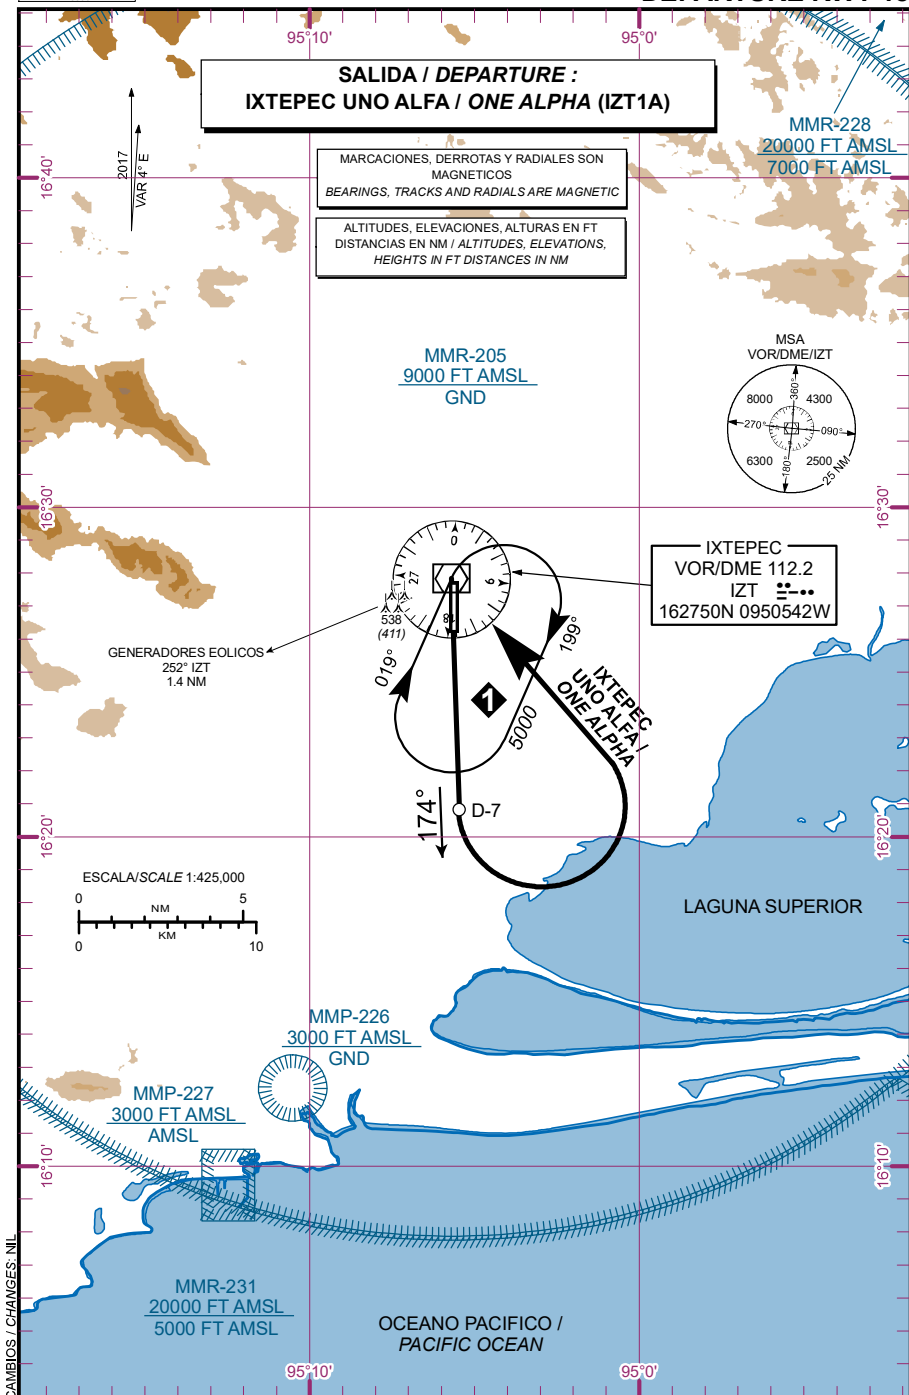 95°10'
95°0'
SALIDA / DEPARTURE :
IXTEPEC UNO ALFA / ONE ALPHA (IZT1A)
MMR-228
20000 FT AMSL
7000 FT AMSL
2017
VAR 4° E
16°40'
16°40'
MARCACIONES, DERROTAS Y RADIALES SON
MAGNETICOS
BEARINGS, TRACKS AND RADIALS ARE MAGNETIC
ALTITUDES, ELEVACIONES, ALTURAS EN FT
DISTANCIAS EN NM / ALTITUDES, ELEVATIONS,
HEIGHTS IN FT DISTANCES IN NM
MMR-205
9000 FT AMSL
GND
MSA
VOR/DME/IZT
360°
8000
4300
270°
090°
6300
2500
180°
25 NM
16°30'
16°30'
0
27
9
18
IXTEPEC
VOR/DME 112.2
IZT
162750N 0950542W
538
(411)
GENERADORES EOLICOS
252° IZT
1.4 NM
019°
199°
1
5000
IXTEPEC
UNO ALFA /
ONE ALPHA
174°
D-7
16°20'
16°20'
ESCALA/SCALE 1:425,000
0
5
NM
KM
0
10
LAGUNA SUPERIOR
MMP-226
3000 FT AMSL
GND
MMP-227
3000 FT AMSL
AMSL
16°10'
16°10'
MMR-231
20000 FT AMSL
5000 FT AMSL
OCEANO PACIFICO /
PACIFIC OCEAN
CAMBIOS / CHANGES: NIL
95°10'
95°0'